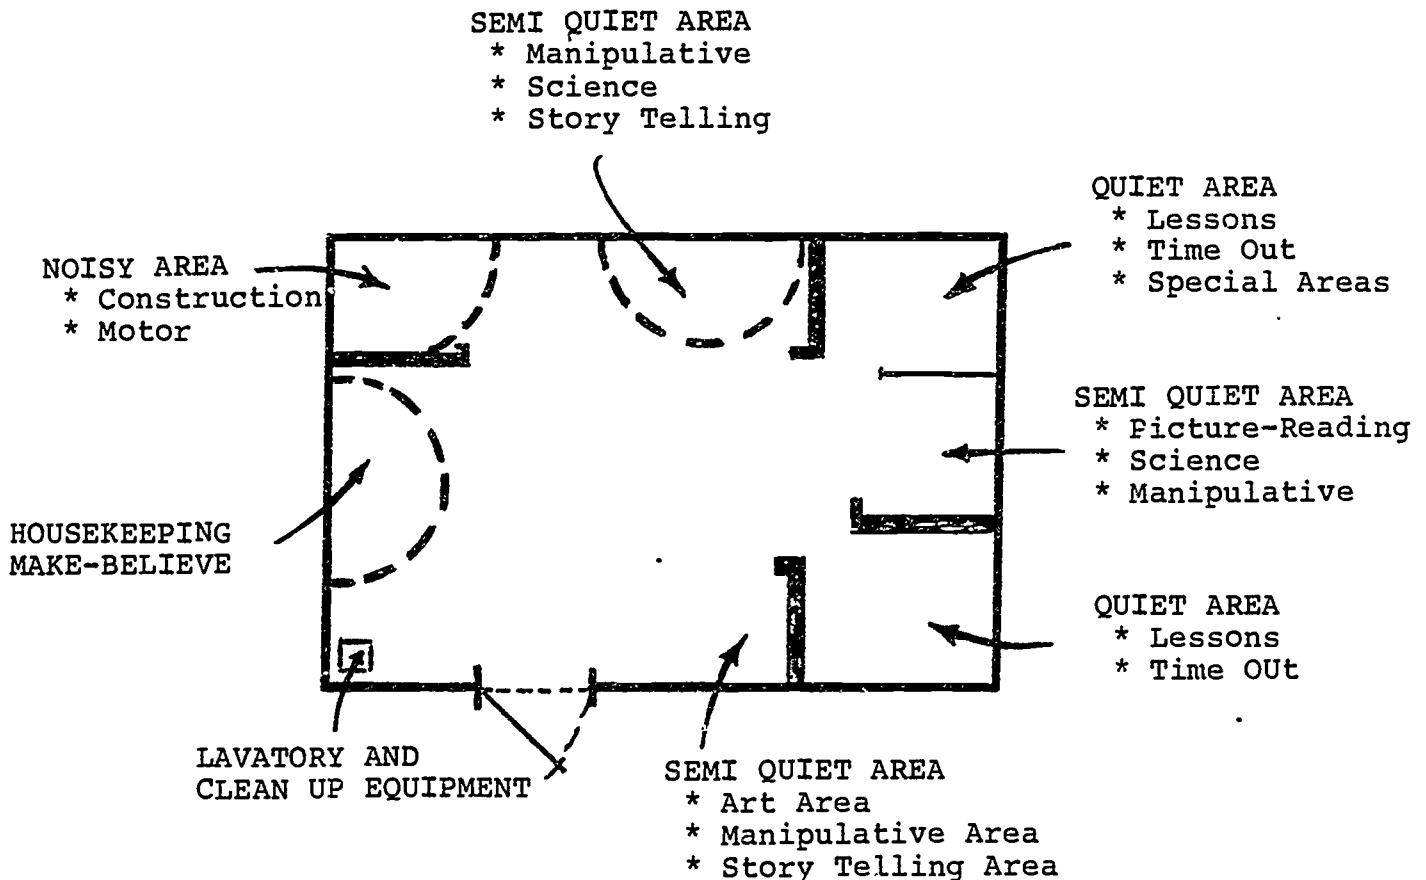 SEMI QUIET AREA
* Manipulative
* Science
* Story Telling
QUIET AREA
* Lessons
* Time Out
* Special Areas
NOISY AREA
* Construction
* Motor
SEMI QUIET AREA
* Picture-Reading
* Science
* Manipulative
HOUSEKEEPING
MAKE-BELIEVE
QUIET AREA
* Lessons
* Time OUt
LAVATORY AND
CLEAN UP EQUIPMENT
SEMI QUIET AREA
* Art Area
* Manipulative Area
* Story Telling Area